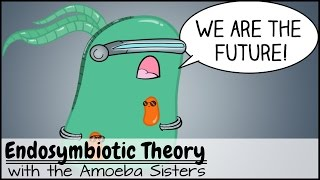 WE ARE THE
FUTURE!
Endosymbiotic Theory
with the Amoeba Sisters